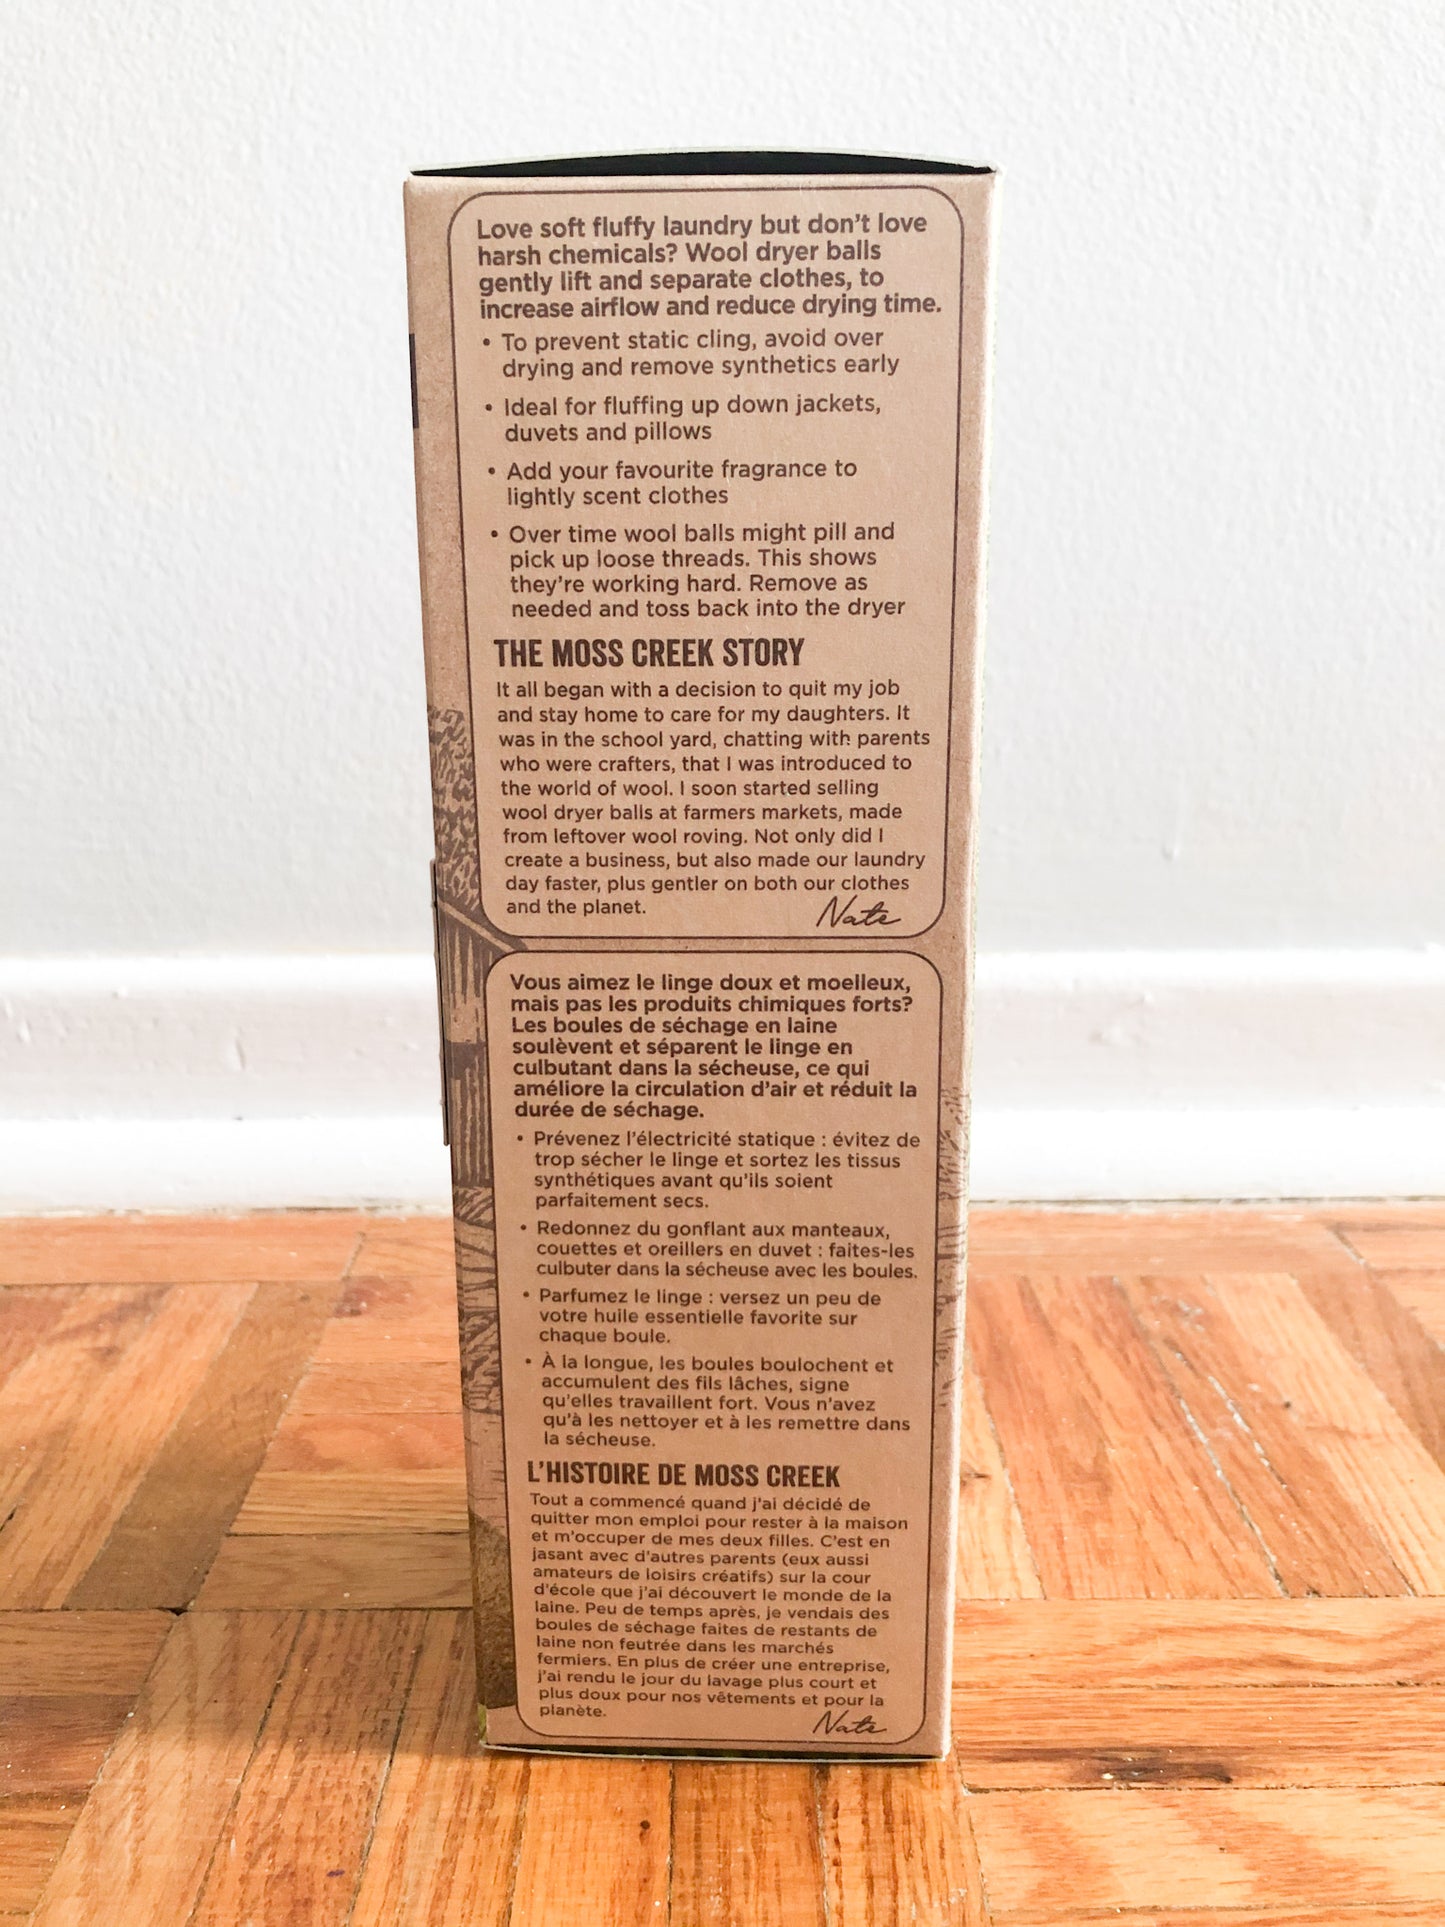 Love soft fluffy laundry but don't love
harsh chemicals? Wool dryer balls
gently lift and separate clothes, to
increase airflow and reduce drying time.
• To prevent static cling, avoid over
drying and remove synthetics early
• Ideal for fluffing up down jackets,
duvets and pillows
• Add your favourite fragrance to
lightly scent clothes
• Over time wool balls might pill and
pick up loose threads. This shows
they're working hard. Remove as
needed and toss back into the dryer
THE MOSS CREEK STORY
It all began with a decision to quit my job
and stay home to care for my daughters. It
was in the school yard, chatting with parents
who were crafters, that I was introduced to
the world of wool. I soon started selling
wool dryer balls at farmers markets, made
from leftover wool roving. Not only did I
create a business, but also made our laundry
day faster, plus gentler on both our clothes
and the planet.
Nate
Vous aimez le linge doux et moelleux,
mais pas les produits chimiques forts?
Les boules de séchage en laine
soulèvent et séparent le linge en
culbutant dans la sécheuse, ce qui
améliore la circulation d'air et réduit la
durée de séchage.
• Prévenez l'électricité statique : évitez de
trop sécher le linge et sortez les tissus
synthétiques avant qu'ils soient
parfaitement secs.
• Redonnez du gonflant aux manteaux,
couettes et oreillers en duvet : faites-les
culbuter dans la sécheuse avec les boules.
• Parfumez le linge : versez un peu de
votre huile essentielle favorite sur
chaque boule.
• À la longue, les boules boulochent et
accumulent des fils lâches, signe
qu'elles travaillent fort. Vous n'avez
qu'à les nettoyer et à les remettre dans
la sécheuse.
L'HISTOIRE DE MOSS CREEK
Tout a commencé quand j'ai décidé de
quitter mon emploi pour rester à la maison
et m'occuper de mes deux filles. C'est en
jasant avec d'autres parents (eux aussi
amateurs de loisirs créatifs) sur la cour
d'école que j'ai découvert le monde de la
laine. Peu de temps après, je vendais des
boules de séchage faites de restants de
laine non feutrée dans les marchés
fermiers. En plus de créer une entreprise,
j'ai rendu le jour du lavage plus court et
plus doux pour nos vêtements et pour la
planète.
Nate